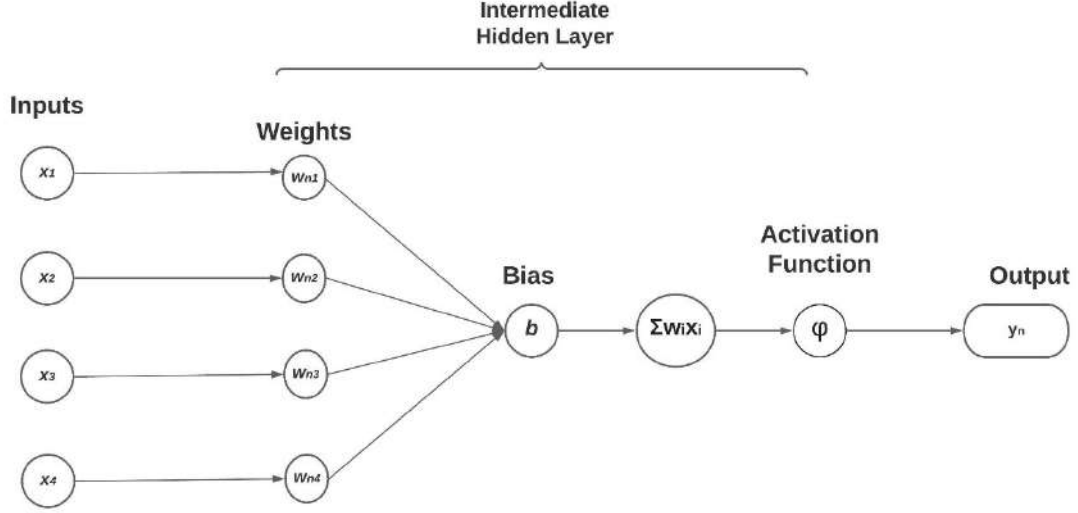 Intermediate
Hidden Layer
Inputs
Weights
x1
wn1
x2
wn2
x3
wn3
x4
wn4
Bias
b
Σwixi
Activation
Function
φ
Output
yn